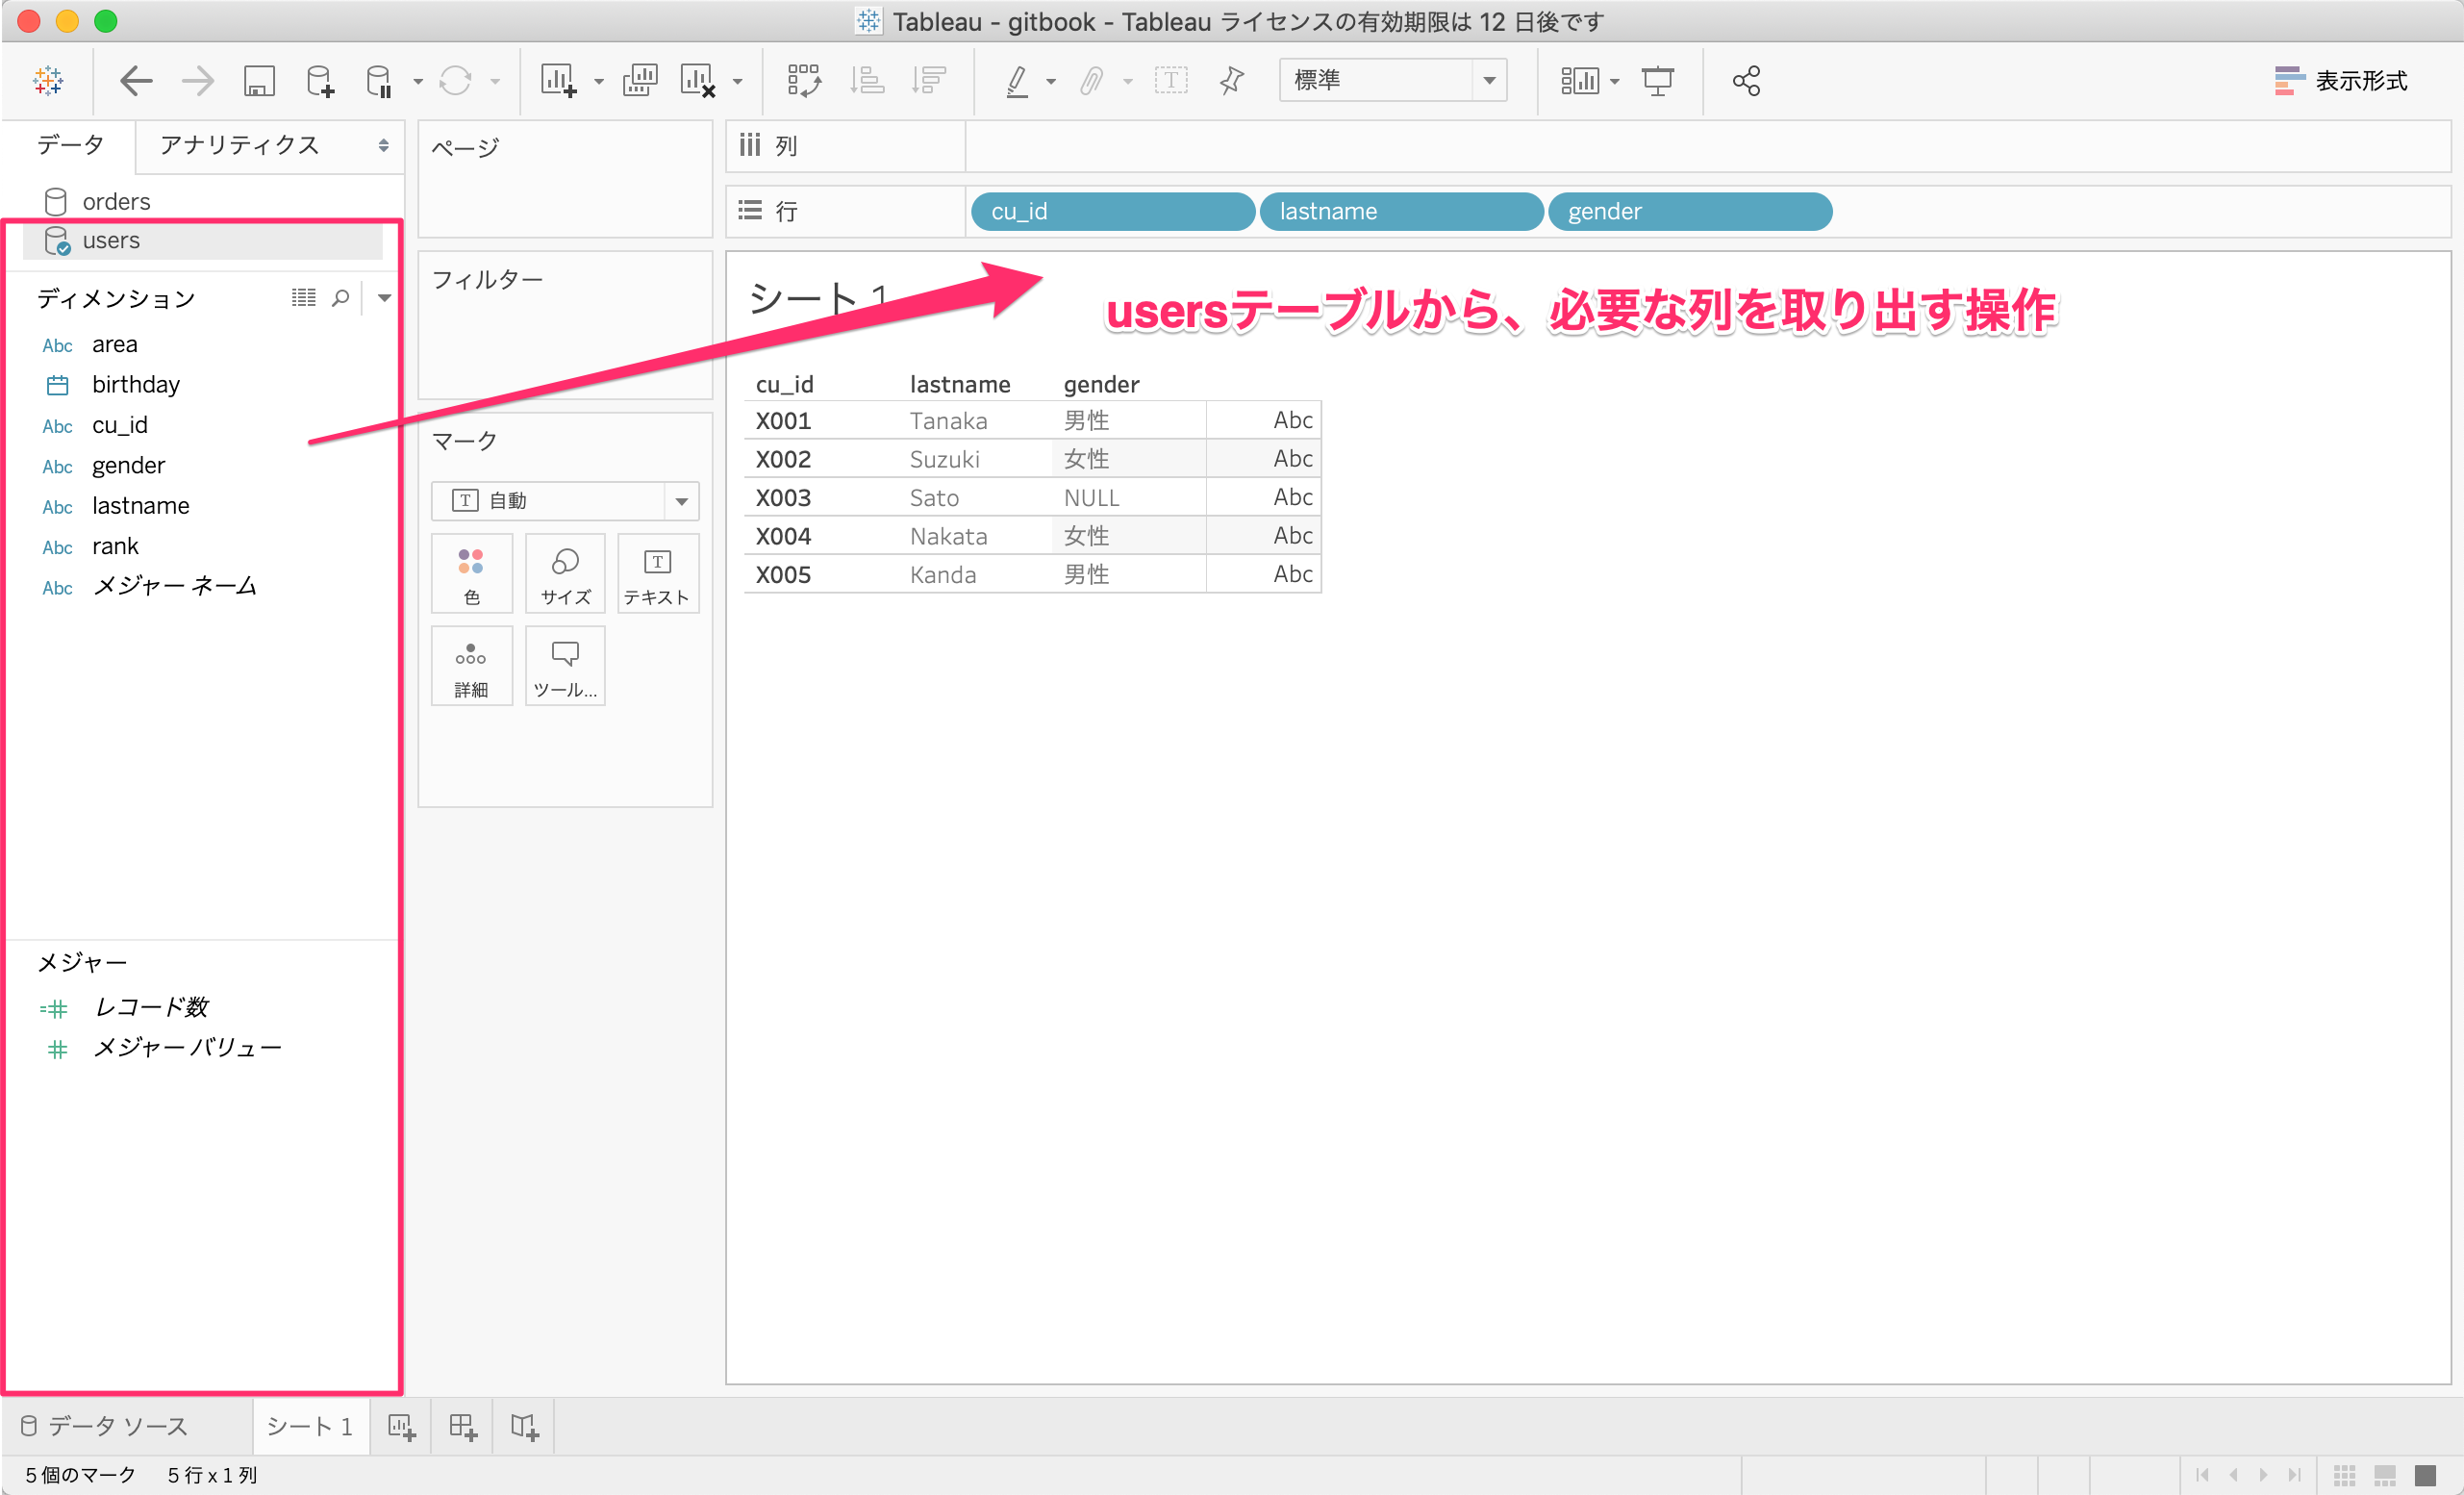 Tableau - gitbook - Tableau ライセンスの有効期限は 12 日後です
標準
表示形式
データ
アナリティクス
orders
users
ディメンション
Abc area
birthday
Abc cu_id
Abc gender
Abc lastname
Abc rank
Abc メジャー ネーム
メジャー
レコード数
メジャー バリュー
ページ
フィルター
マーク
T 自動
色
サイズ
T テキスト
詳細
ツール...
列
行 cu_id lastname gender
シート 1
usersテーブルから、必要な列を取り出す操作
cu_id lastname gender
X001 Tanaka 男性 Abc
X002 Suzuki 女性 Abc
X003 Sato NULL Abc
X004 Nakata 女性 Abc
X005 Kanda 男性 Abc
データ ソース
シート 1
5 個のマーク 5 行 x 1 列